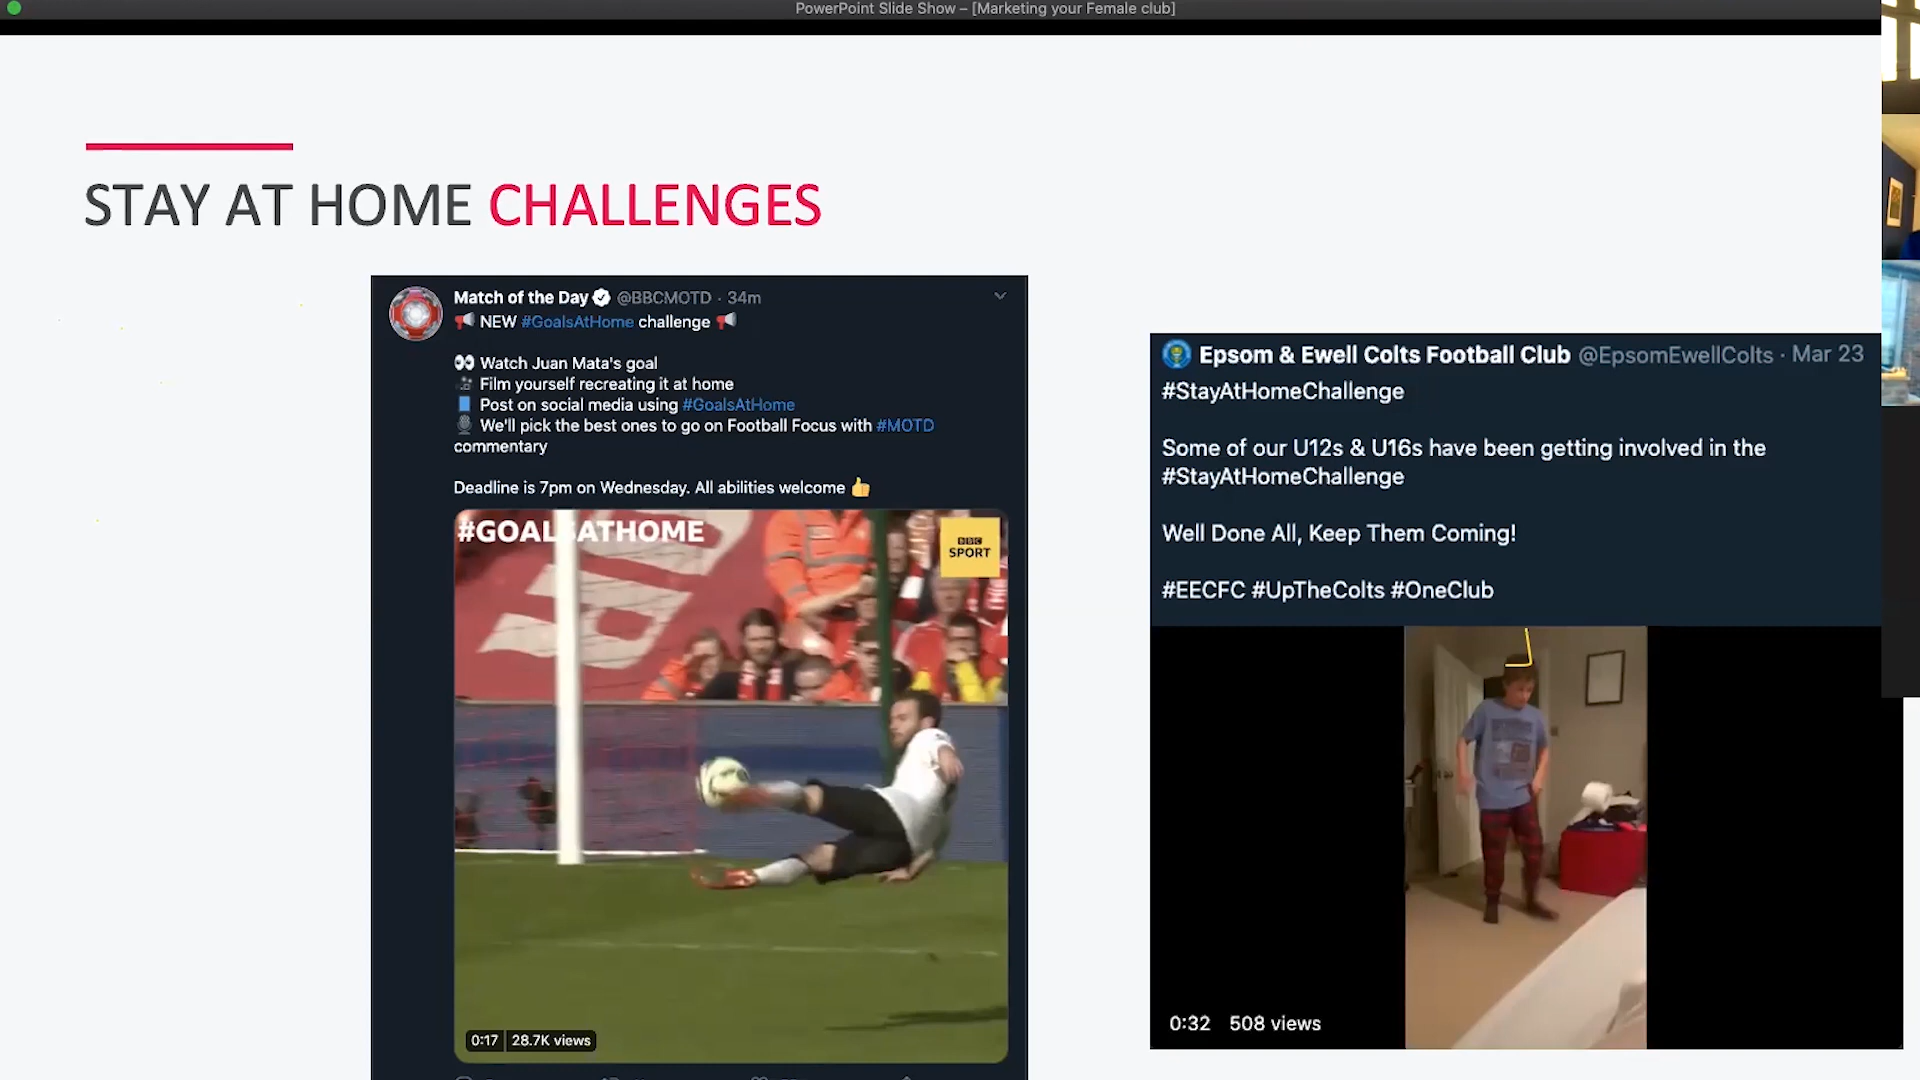 PowerPoint Slide Show – [Marketing your Female club]
STAY AT HOME CHALLENGES
Match of the Day @BBCMOTD · 34m
NEW #GoalsAtHome challenge
Watch Juan Mata's goal
Film yourself recreating it at home
Post on social media using #GoalsAtHome
We'll pick the best ones to go on Football Focus with #MOTD
commentary
Deadline is 7pm on Wednesday. All abilities welcome
#GOALSATHOME
BBC
SPORT
0:17 28.7K views
Epsom & Ewell Colts Football Club @EpsomEwellColts · Mar 23
#StayAtHomeChallenge
Some of our U12s & U16s have been getting involved in the
#StayAtHomeChallenge
Well Done All, Keep Them Coming!
#EECFC #UpTheColts #OneClub
0:32 508 views